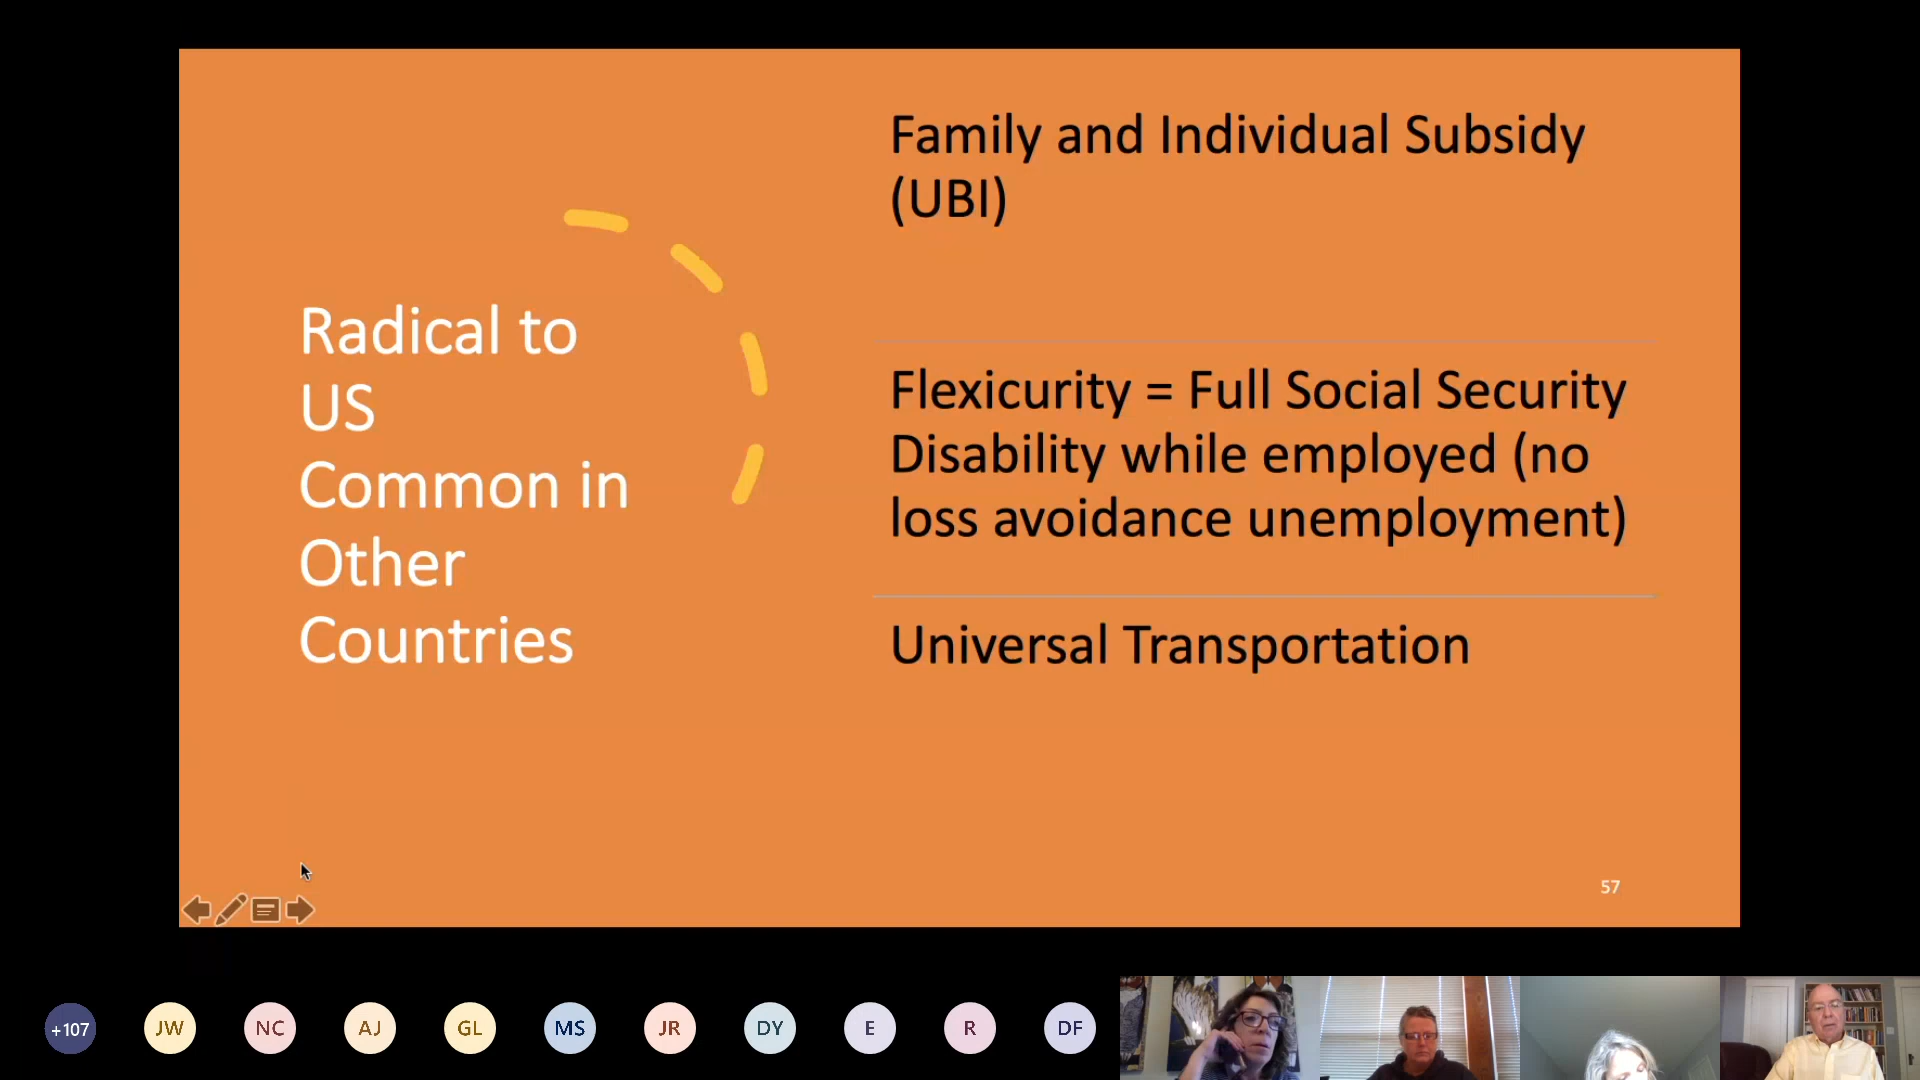 Radical to
US
Common in
Other
Countries
Family and Individual Subsidy
(UBI)
Flexicurity = Full Social Security
Disability while employed (no
loss avoidance unemployment)
Universal Transportation
57
+107 JW NC AJ GL MS JR DY E R DF